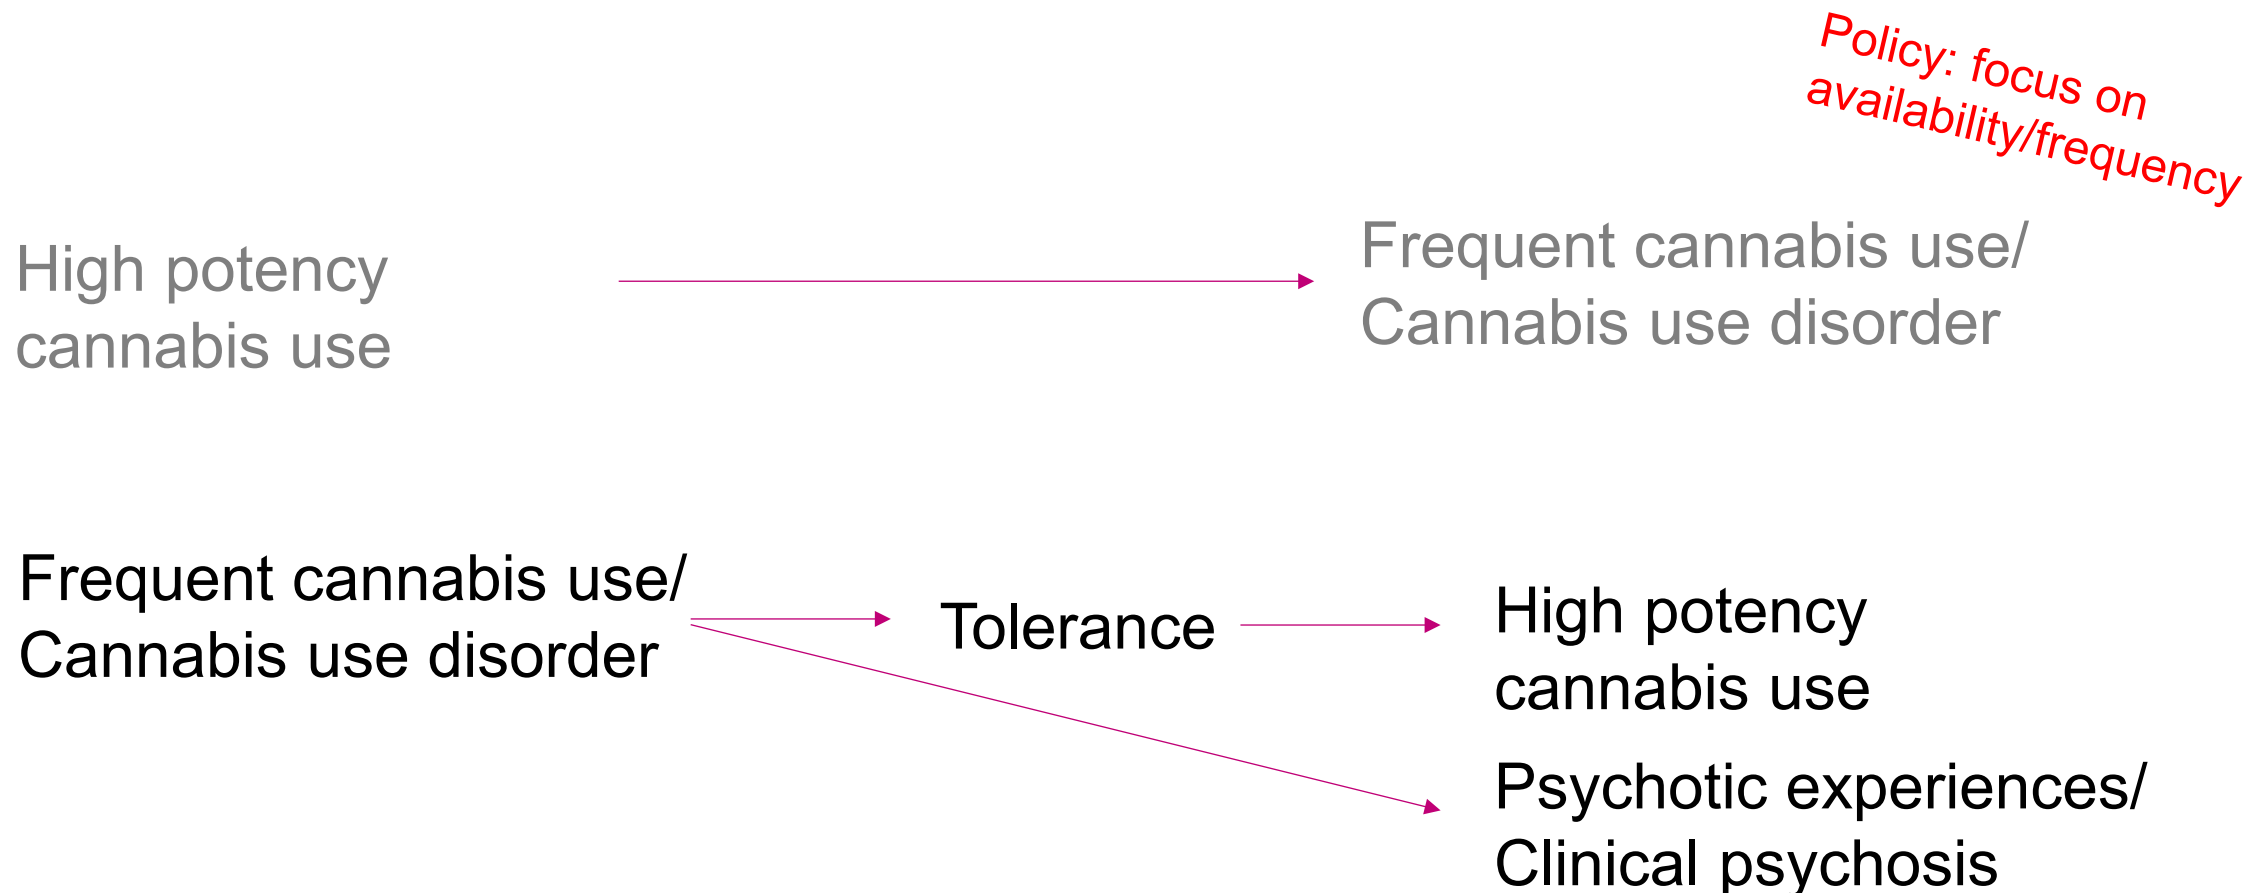 Policy: focus on
availability/frequency
High potency
cannabis use
Frequent cannabis use/
Cannabis use disorder
Frequent cannabis use/
Cannabis use disorder
Tolerance
High potency
cannabis use
Psychotic experiences/
Clinical psychosis